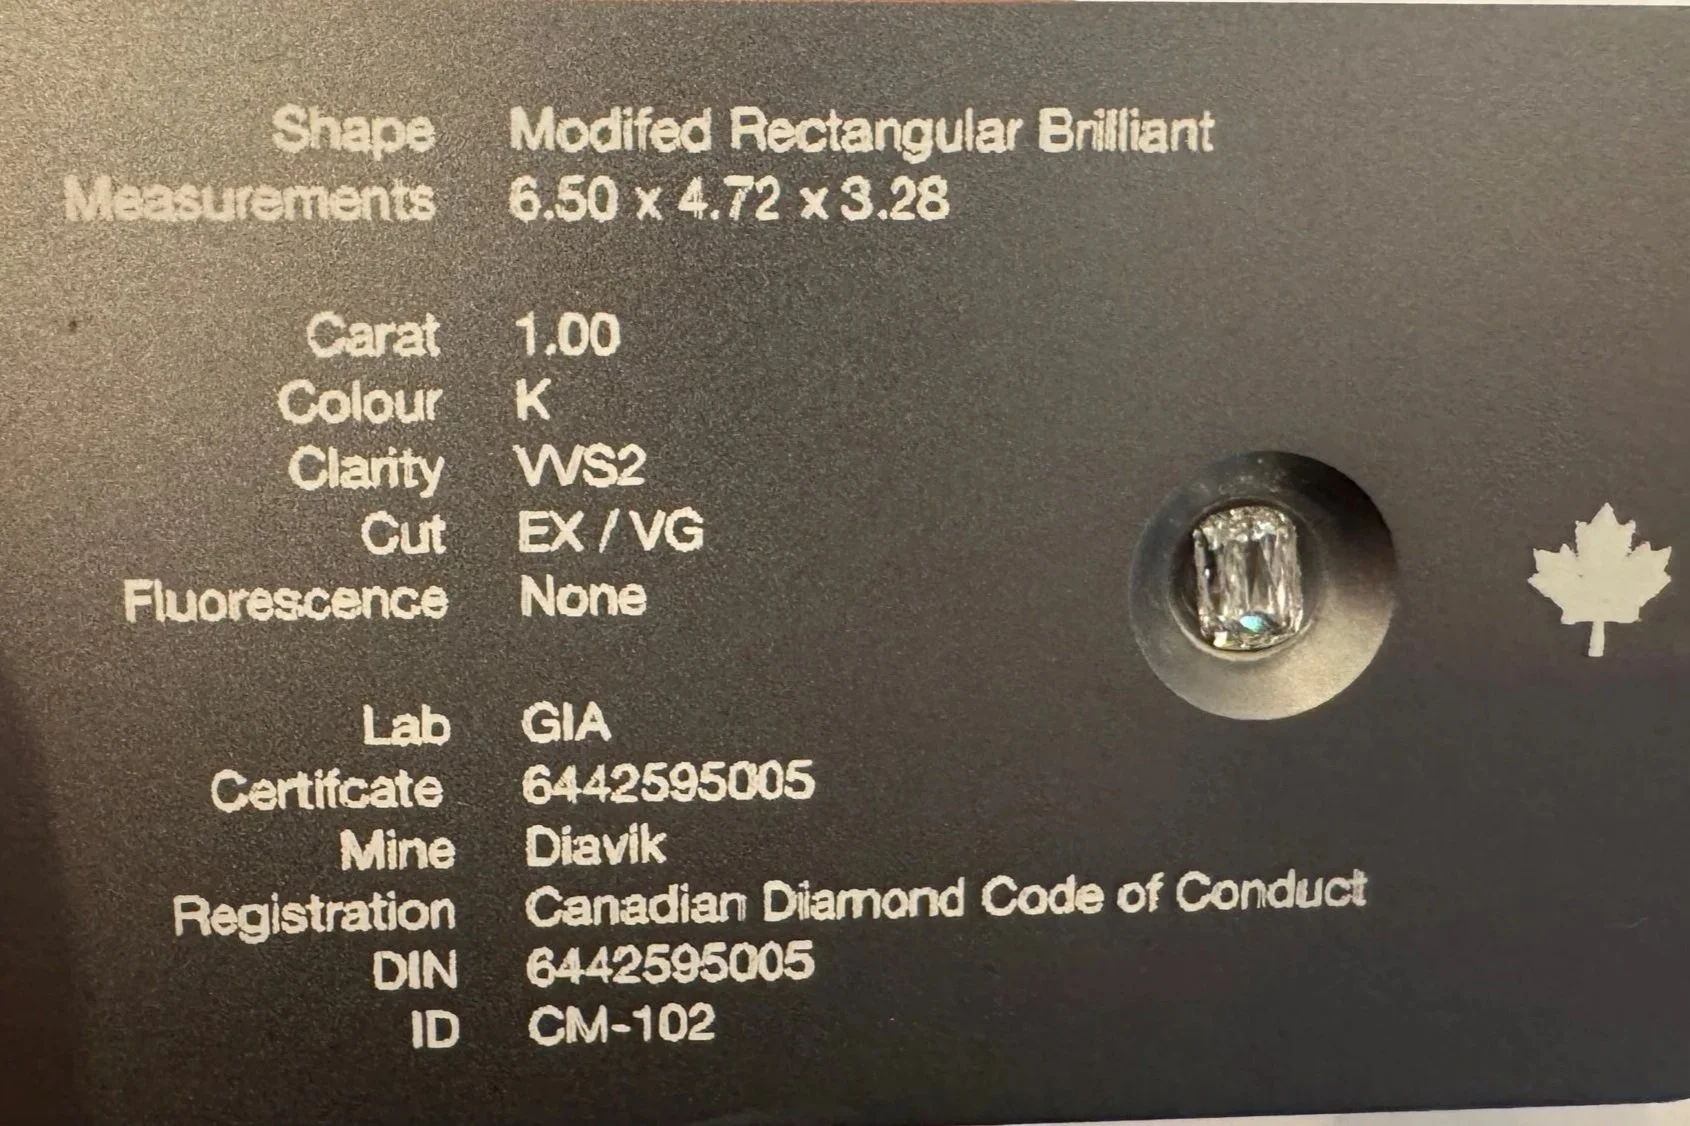 Shape Modifed Rectangular Brilliant
Measurements 6.50 x 4.72 x 3.28
Carat 1.00
Colour K
Clarity VVS2
Cut EX / VG
Fluorescence None
Lab GIA
Certifcate 6442595005
Mine Diavik
Registration Canadian Diamond Code of Conduct
DIN 6442595005
ID CM-102